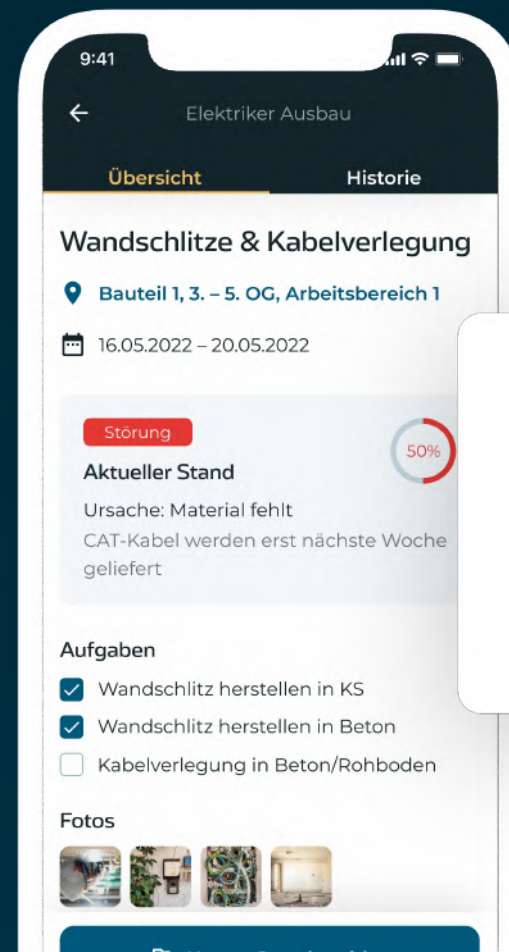 9:41
Elektriker Ausbau
Übersicht
Historie
Wandschlitze & Kabelverlegung
Bauteil 1, 3. – 5. OG, Arbeitsbereich 1
16.05.2022 – 20.05.2022
Störung
50%
Aktueller Stand
Ursache: Material fehlt
CAT-Kabel werden erst nächste Woche
geliefert
Aufgaben
Wandschlitz herstellen in KS
Wandschlitz herstellen in Beton
Kabelverlegung in Beton/Rohboden
Fotos